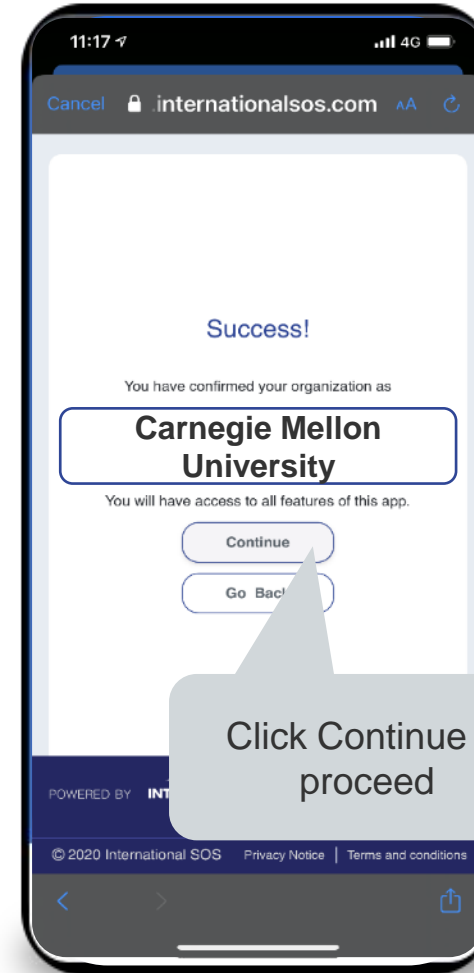 11:17
4G
Cancel .internationalsos.com AA
Success!
You have confirmed your organization as
Carnegie Mellon
University
You will have access to all features of this app.
Continue
Go Bac
Click Continue
proceed
POWERED BY INT
© 2020 International SOS Privacy Notice | Terms and conditions